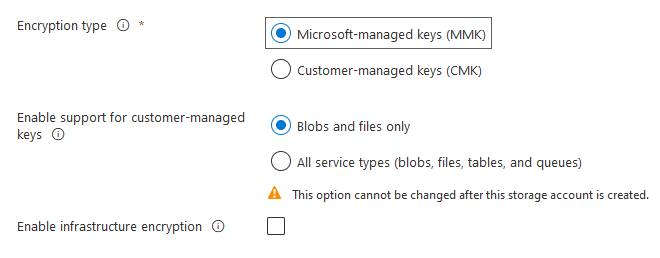 Encryption type *
Microsoft-managed keys (MMK)
Customer-managed keys (CMK)
Enable support for customer-managed
keys
Blobs and files only
All service types (blobs, files, tables, and queues)
This option cannot be changed after this storage account is created.
Enable infrastructure encryption